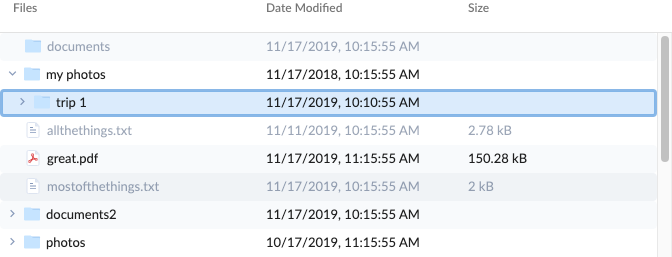 Files Date Modified Size
documents 11/17/2019, 10:15:55 AM
my photos 11/17/2018, 10:15:55 AM
trip 1 11/17/2019, 10:10:55 AM
allthethings.txt 11/11/2019, 10:15:55 AM 2.78 kB
great.pdf 11/17/2019, 11:15:55 AM 150.28 kB
mostofthethings.txt 11/17/2019, 10:15:55 AM 2 kB
documents2 11/17/2019, 10:15:55 AM
photos 10/17/2019, 11:15:55 AM